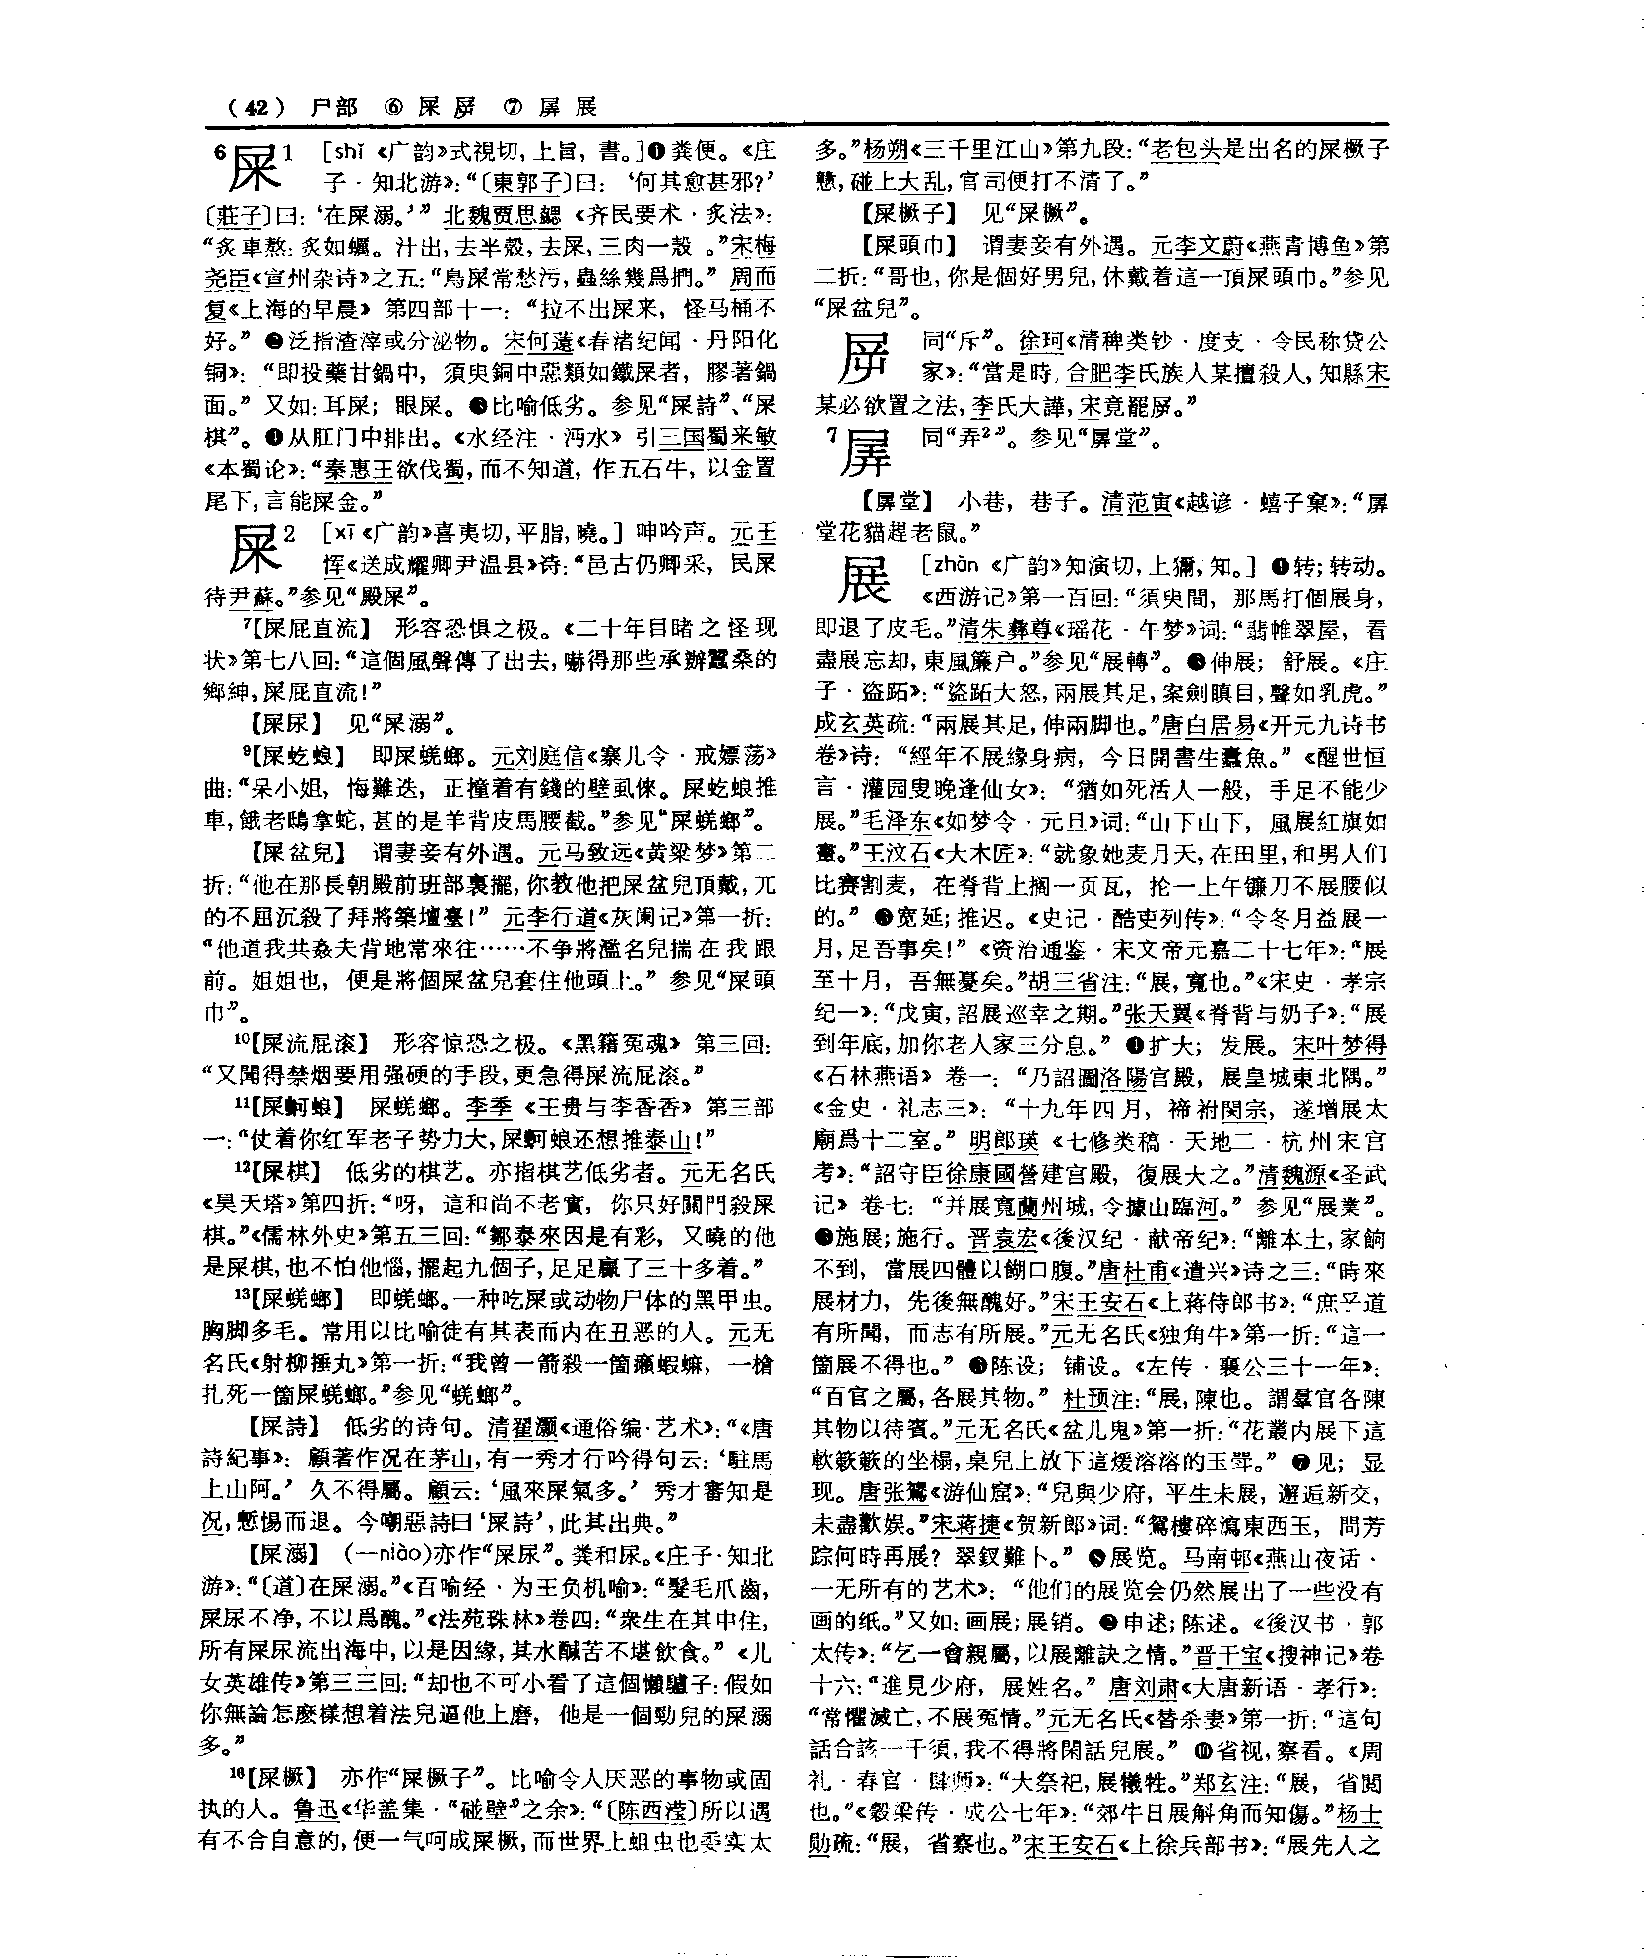 （42） 尸部 ⑥ 屎 屛 ⑦ 屏 展
6 屎1 [shǐ《广韵》式視切，上旨，書。]❶粪便。《庄
子·知北游》：“〔東郭子〕曰：‘何其愈甚邪？’
〔莊子〕曰：‘在屎溺。’” 北魏贾思勰《齐民要术·炙法》：
“炙車熬：炙如蠣。汁出，去半殼，去屎，三肉一殼 。”宋梅
尧臣《宣州杂诗》之五：“鳥屎常愁污，蟲絲幾爲捫。” 周而
复《上海的早晨》第四部十一：“拉不出屎来，怪马桶不
好。” ❷泛指渣滓或分泌物。宋何薳《春渚纪闻·丹阳化
铜》：“即投藥甘鍋中，須臾銅中惡類如鐵屎者，膠著鍋
面。” 又如：耳屎；眼屎。❸比喻低劣。参见“屎詩”、“屎
棋”。❹从肛门中排出。《水经注·沔水》引三国蜀来敏
《本蜀论》：“秦惠王欲伐蜀，而不知道，作五石牛，以金置
尾下，言能屎金。”
屎2 [xī《广韵》喜夷切，平脂，曉。] 呻吟声。元王
恽《送成耀卿尹温县》诗：“邑古仍卿采，民屎
待尹蘇。”参见“殿屎”。
7【屎屁直流】 形容恐惧之极。《二十年目睹之怪现
状》第七八回：“這個風聲傳了出去，嚇得那些承辦蠶桑的
鄉紳，屎屁直流！”
【屎尿】 见“屎溺”。
9【屎虼蜋】 即屎蜣螂。元刘庭信《寨儿令·戒嫖荡》
曲：“呆小姐，悔難迭，正撞着有錢的壁虱俫。屎虼蜋推
車，餓老鴟拿蛇，甚的是羊背皮馬腰截。”参见“屎蜣螂”。
【屎盆兒】 谓妻妾有外遇。元马致远《黄粱梦》第二
折：“他在那長朝殿前班部裏擺，你教他把屎盆兒頂戴，兀
的不屈沉殺了拜將築壇臺！” 元李行道《灰阑记》第一折：
“他道我共姦夫背地常來往……不争將濫名兒揣在我跟
前。姐姐也，便是將個屎盆兒套住他頭上。” 参见“屎頭
巾”。
10【屎流屁滚】 形容惊恐之极。《黑籍冤魂》第三回：
“又聞得禁烟要用强硬的手段，更急得屎流屁滚。”
11【屎蚵蜋】 屎蜣螂。李季《王贵与李香香》第三部
一：“仗着你红军老子势力大，屎蚵蜋还想推泰山！”
12【屎棋】 低劣的棋艺。亦指棋艺低劣者。元无名氏
《昊天塔》第四折：“呀，這和尚不老實，你只好關門殺屎
棋。”《儒林外史》第五三回：“鄒泰來因是有彩，又曉的他
是屎棋，也不怕他惱，擺起九個子，足足贏了三十多着。”
13【屎蜣螂】 即蜣螂。一种吃屎或动物尸体的黑甲虫。
胸脚多毛。常用以比喻徒有其表而内在丑恶的人。元无
名氏《射柳捶丸》第一折：“我曾一箭殺一箇癩蝦蟆，一槍
扎死一箇屎蜣螂。”参见“蜣螂”。
【屎詩】 低劣的诗句。清翟灏《通俗编·艺术》：“《唐
詩紀事》：顧著作况在茅山，有一秀才行吟得句云：‘駐馬
上山阿。’ 久不得屬。顧云：‘風來屎氣多。’ 秀才審知是
况，慙惕而退。今嘲惡詩曰‘屎詩’，此其出典。”
【屎溺】 （—niào）亦作“屎尿”。粪和尿。《庄子·知北
游》：“〔道〕在屎溺。”《百喻经·为王负机喻》：“髮毛爪齒，
屎尿不净，不以爲醜。”《法苑珠林》卷四：“衆生在其中住，
所有屎尿流出海中，以是因緣，其水醎苦不堪飲食。” 《儿
女英雄传》第三三回：“却也不可小看了這個懶驢子：假如
你無論怎麽樣想着法兒逼他上磨，他是一個勁兒的屎溺
多。”
16【屎橛】 亦作“屎橛子”。比喻令人厌恶的事物或固
执的人。鲁迅《华盖集·“碰壁”之余》：“〔陈西滢〕所以遇
有不合自意的，便一气呵成屎橛，而世界上蛆虫也委实太
多。”杨朔《三千里江山》第九段：“老包头是出名的屎橛子
戆，碰上大乱，官司便打不清了。”
【屎橛子】 见“屎橛”。
【屎頭巾】 谓妻妾有外遇。元李文蔚《燕青博鱼》第
二折：“哥也，你是個好男兒，休戴着這一頂屎頭巾。”参见
“屎盆兒”。
屛 同“斥”。徐珂《清稗类钞·度支·令民称贷公
家》：“當是時，合肥李氏族人某擅殺人，知縣宋
某必欲置之法，李氏大譁，宋竟罷屛。”
7 屏 同“弄2”。参见“屏堂”。
【屏堂】 小巷，巷子。清范寅《越谚·蟢子窠》：“屏
堂花貓趕老鼠。”
展 [zhǎn《广韵》知演切，上獮，知。] ❶转；转动。
《西游记》第一百回：“須臾間，那馬打個展身，
即退了皮毛。”清朱彝尊《瑶花·午梦》词：“翡帷翠屋，看
盡展忘却，東風簾户。”参见“展轉”。❷伸展；舒展。《庄
子·盗跖》：“盜跖大怒，兩展其足，案劍瞋目，聲如乳虎。”
成玄英疏：“兩展其足，伸兩脚也。”唐白居易《开元九诗书
卷》诗：“經年不展緣身病，今日開書生蠹魚。” 《醒世恒
言·灌园叟晚逢仙女》：“猶如死活人一般，手足不能少
展。”毛泽东《如梦令·元旦》词：“山下山下，風展紅旗如
畫。”王汶石《大木匠》：“就象她麦月天，在田里，和男人们
比赛割麦，在脊背上搁一页瓦，抡一上午镰刀不展腰似
的。” ❸宽延；推迟。《史记·酷吏列传》：“令冬月益展一
月，足吾事矣！” 《资治通鉴·宋文帝元嘉二十七年》：“展
至十月，吾無憂矣。”胡三省注：“展，寬也。”《宋史·孝宗
纪一》：“戊寅，詔展巡幸之期。”张天翼《脊背与奶子》：“展
到年底，加你老人家三分息。” ❹扩大；发展。宋叶梦得
《石林燕语》卷一：“乃詔圖洛陽宫殿，展皇城東北隅。”
《金史·礼志三》：“十九年四月，禘祔閔宗，遂增展太
廟爲十二室。” 明郎瑛《七修类稿·天地二·杭州宋宫
考》：“詔守臣徐康國營建宫殿，復展大之。”清魏源《圣武
记》卷七：“并展寬蘭州城，令據山臨河。” 参见“展業”。
❺施展；施行。晋袁宏《後汉纪·献帝纪》：“離本土，家餉
不到，當展四體以餬口腹。”唐杜甫《遣兴》诗之三：“時來
展材力，先後無醜好。”宋王安石《上蒋侍郎书》：“庶乎道
有所聞，而志有所展。”元无名氏《独角牛》第一折：“這一
箇展不得也。” ❻陈设；铺设。《左传·襄公三十一年》：
“百官之屬，各展其物。” 杜预注：“展，陳也。謂羣官各陳
其物以待賓。”元无名氏《盆儿鬼》第一折：“花叢内展下這
軟簌簌的坐榻，桌兒上放下這煖溶溶的玉斝。” ❼见；显
现。唐张鷟《游仙窟》：“兒與少府，平生未展，邂逅新交，
未盡歡娱。”宋蒋捷《贺新郎》词：“鴛樓碎瀉東西玉，問芳
踪何時再展？翠釵難卜。” ❽展览。马南邨《燕山夜话·
一无所有的艺术》：“他们的展览会仍然展出了一些没有
画的纸。”又如：画展；展销。❾申述；陈述。《後汉书·郭
太传》：“乞一會親屬，以展離訣之情。”晋干宝《搜神记》卷
十六：“進見少府，展姓名。” 唐刘肃《大唐新语·孝行》：
“常懼滅亡，不展冤情。”元无名氏《替杀妻》第一折：“這句
話合該一千須，我不得將閑話兒展。” ❿省视，察看。《周
礼·春官·肆师》：“大祭祀，展犧牲。”郑玄注：“展，省閲
也。”《穀梁传·成公七年》：“郊牛日展斛角而知傷。”杨士
勋疏：“展，省察也。”宋王安石《上徐兵部书》：“展先人之